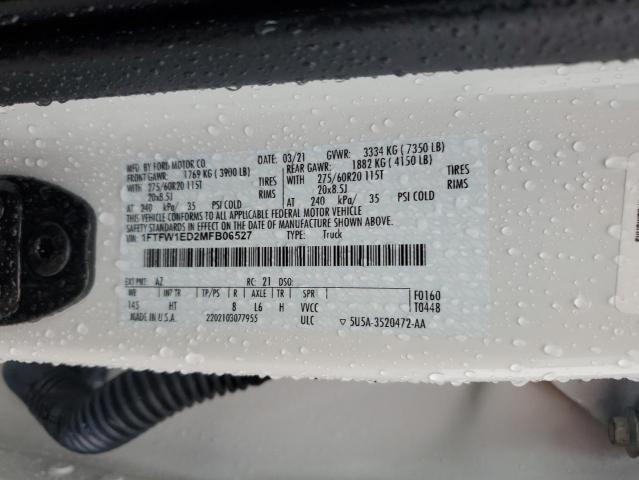 MFD. BY FORD MOTOR CO. DATE: 03/21 GVWR: 3334 KG ( 7350 LB)
FRONT GAWR: 1769 KG ( 3900 LB) REAR GAWR: 1882 KG ( 4150 LB)
WITH 275/60R20 115T TIRES WITH 275/60R20 115T TIRES
20x8.5J RIMS 20x8.5J RIMS
AT 240 kPa/ 35 PSI COLD AT 240 kPa/ 35 PSI COLD
THIS VEHICLE CONFORMS TO ALL APPLICABLE FEDERAL MOTOR VEHICLE
SAFETY STANDARDS IN EFFECT ON THE DATE OF MANUFACTURE SHOWN ABOVE.
VIN: 1FTFW1ED2MFB06527 TYPE: Truck
EXT PNT: AZ RC: 21 DSO:
WB INT TR TP/PS R AXLE TR SPR F0160
145 HT 8 L6 H VVCC T0448
MADE IN U.S.A. 2202103077955 ULC 5U5A-3520472-AA